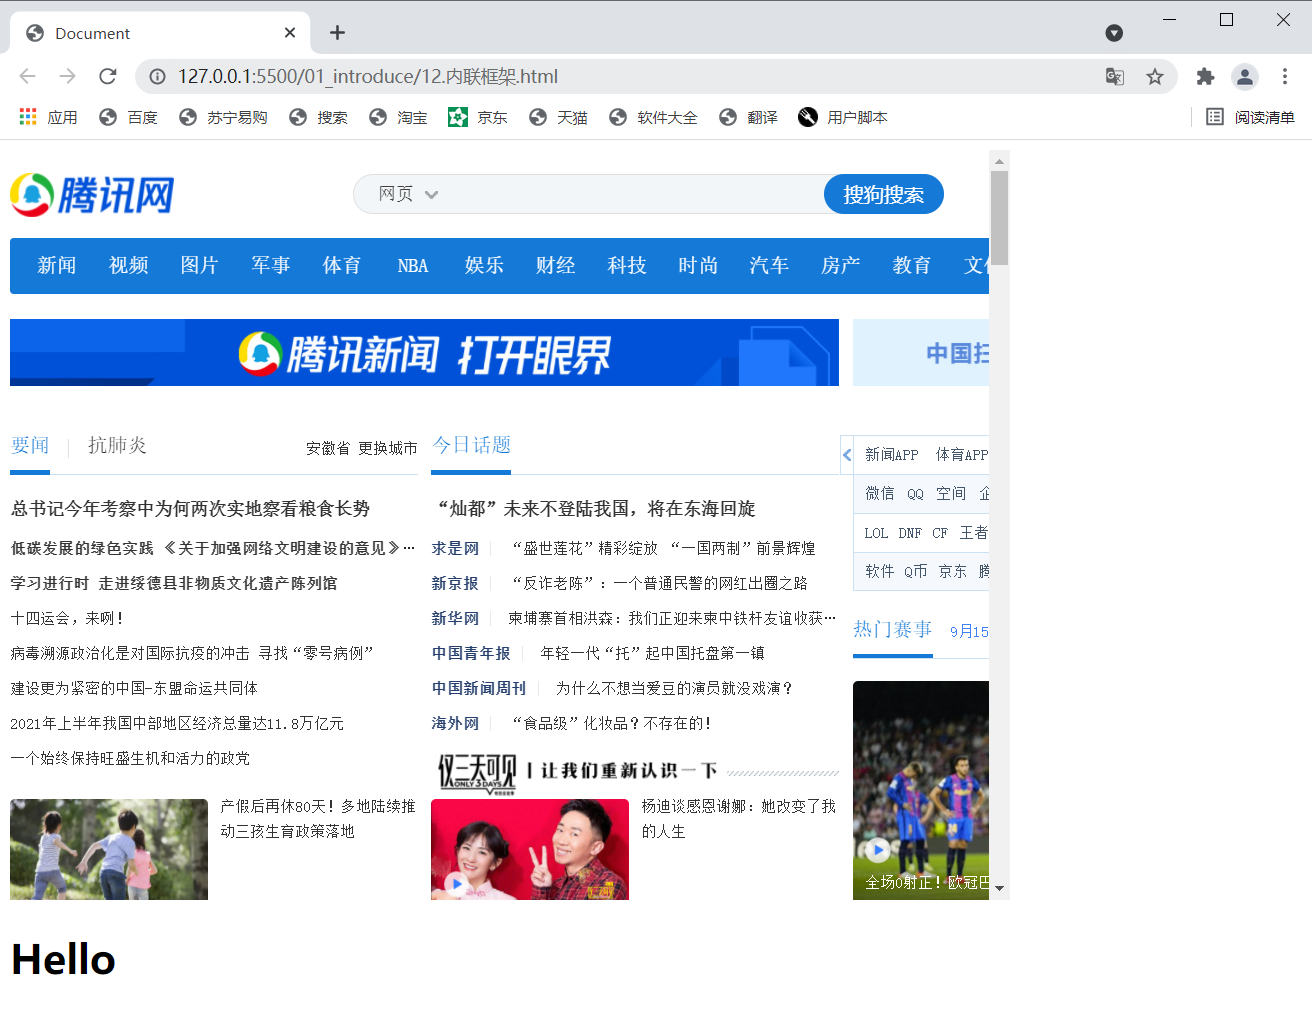 Document
127.0.0.1:5500/01_introduce/12.内联框架.html
应用 百度 苏宁易购 搜索 淘宝 京东 天猫 软件大全 翻译 用户脚本 阅读清单
腾讯网 网页 搜狗搜索
新闻 视频 图片 军事 体育 NBA 娱乐 财经 科技 时尚 汽车 房产 教育
腾讯新闻 打开眼界 中国
要闻 抗肺炎 安徽省 更换城市
总书记今年考察中为何两次实地察看粮食长势
低碳发展的绿色实践 《关于加强网络文明建设的意见》…
学习进行时 走进绥德县非物质文化遗产陈列馆
十四运会，来咧！
病毒溯源政治化是对国际抗疫的冲击 寻找“零号病例”
建设更为紧密的中国-东盟命运共同体
2021年上半年我国中部地区经济总量达11.8万亿元
一个始终保持旺盛生机和活力的政党
产假后再休80天！多地陆续推
动三孩生育政策落地
今日话题
“灿都”未来不登陆我国，将在东海回旋
求是网 “盛世莲花”精彩绽放 “一国两制”前景辉煌
新京报 “反诈老陈”：一个普通民警的网红出圈之路
新华网 柬埔寨首相洪森：我们正迎来柬中铁杆友谊收获…
中国青年报 年轻一代“托”起中国托盘第一镇
中国新闻周刊 为什么不想当爱豆的演员就没戏演？
海外网 “食品级”化妆品？不存在的！
仅三天可见 ONLY 3 DAYS 让我们重新认识一下
杨迪谈感恩谢娜：她改变了我
的人生
新闻APP 体育APP
微信 QQ 空间
LOL DNF CF 王者
软件 Q币 京东
热门赛事 9月15
全场0射正！欧冠巴
Hello